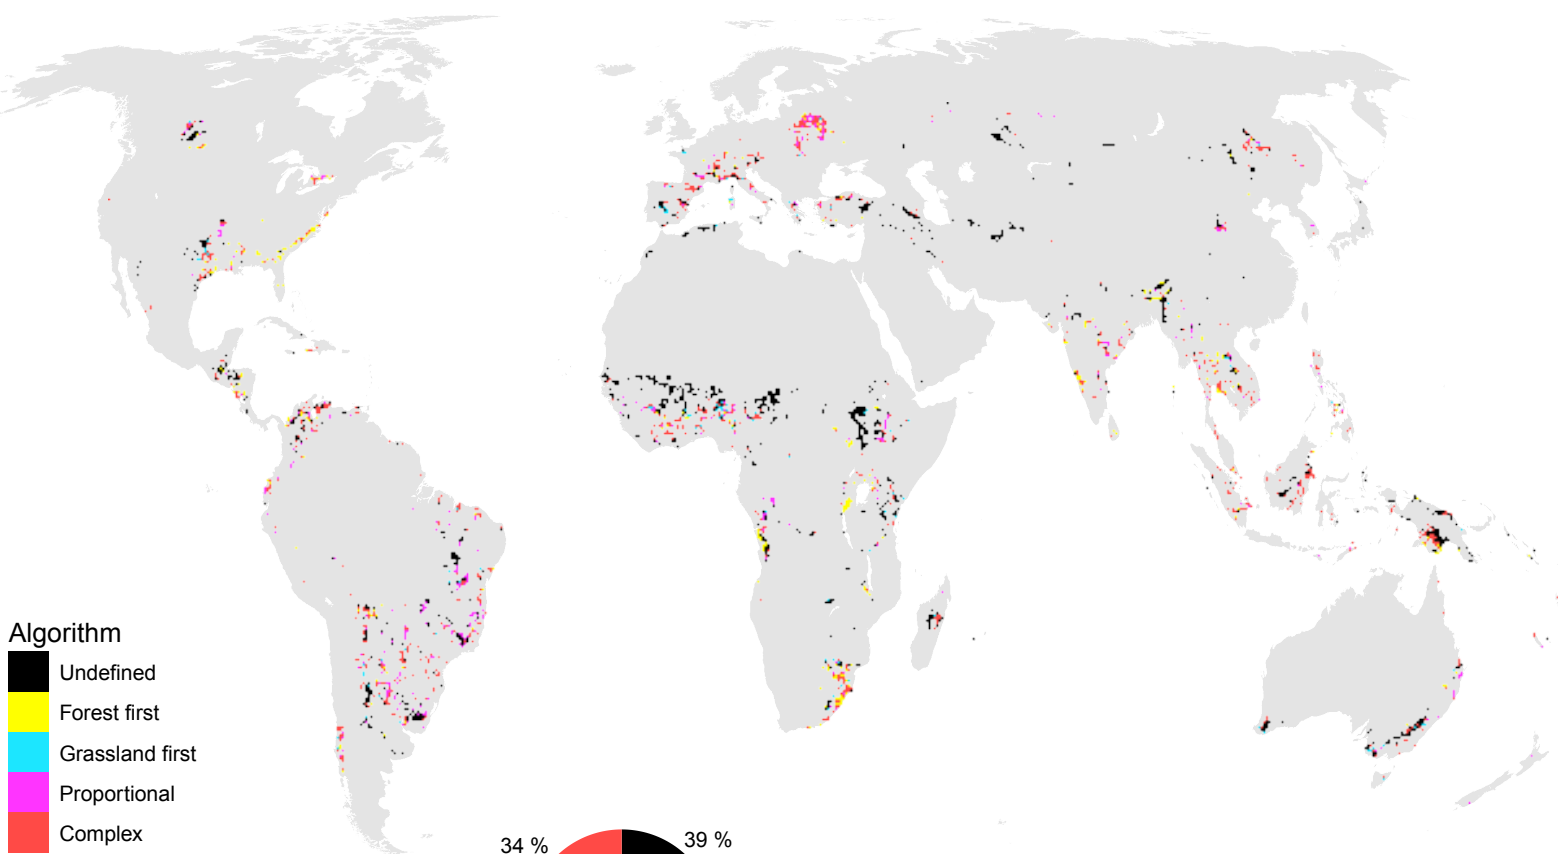 Algorithm
Undefined
Forest first
Grassland first
Proportional
Complex
34 %
39 %